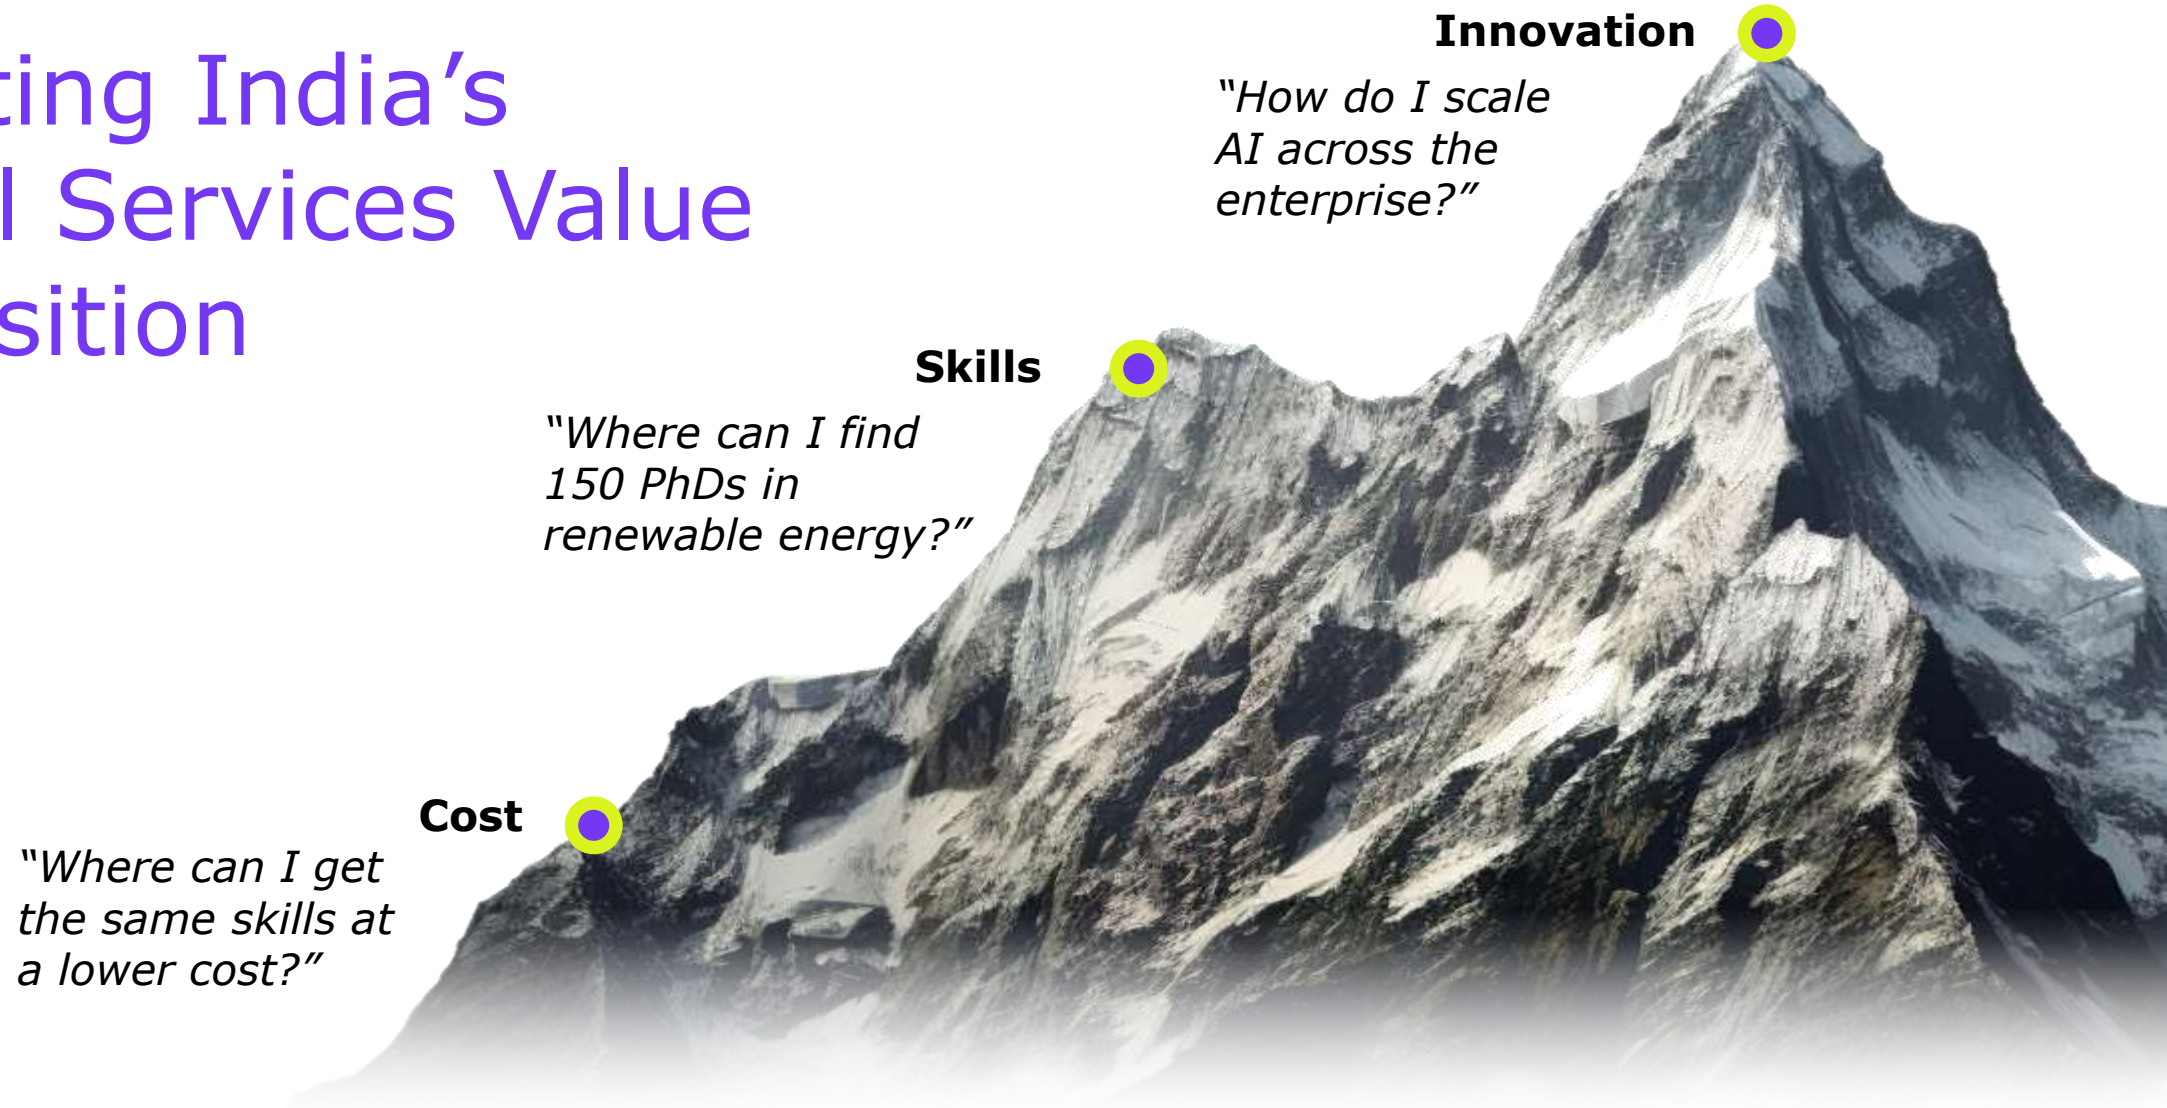 ting India’s
l Services Value
sition
Innovation
“How do I scale
AI across the
enterprise?”
Skills
“Where can I find
150 PhDs in
renewable energy?”
Cost
“Where can I get
the same skills at
a lower cost?”